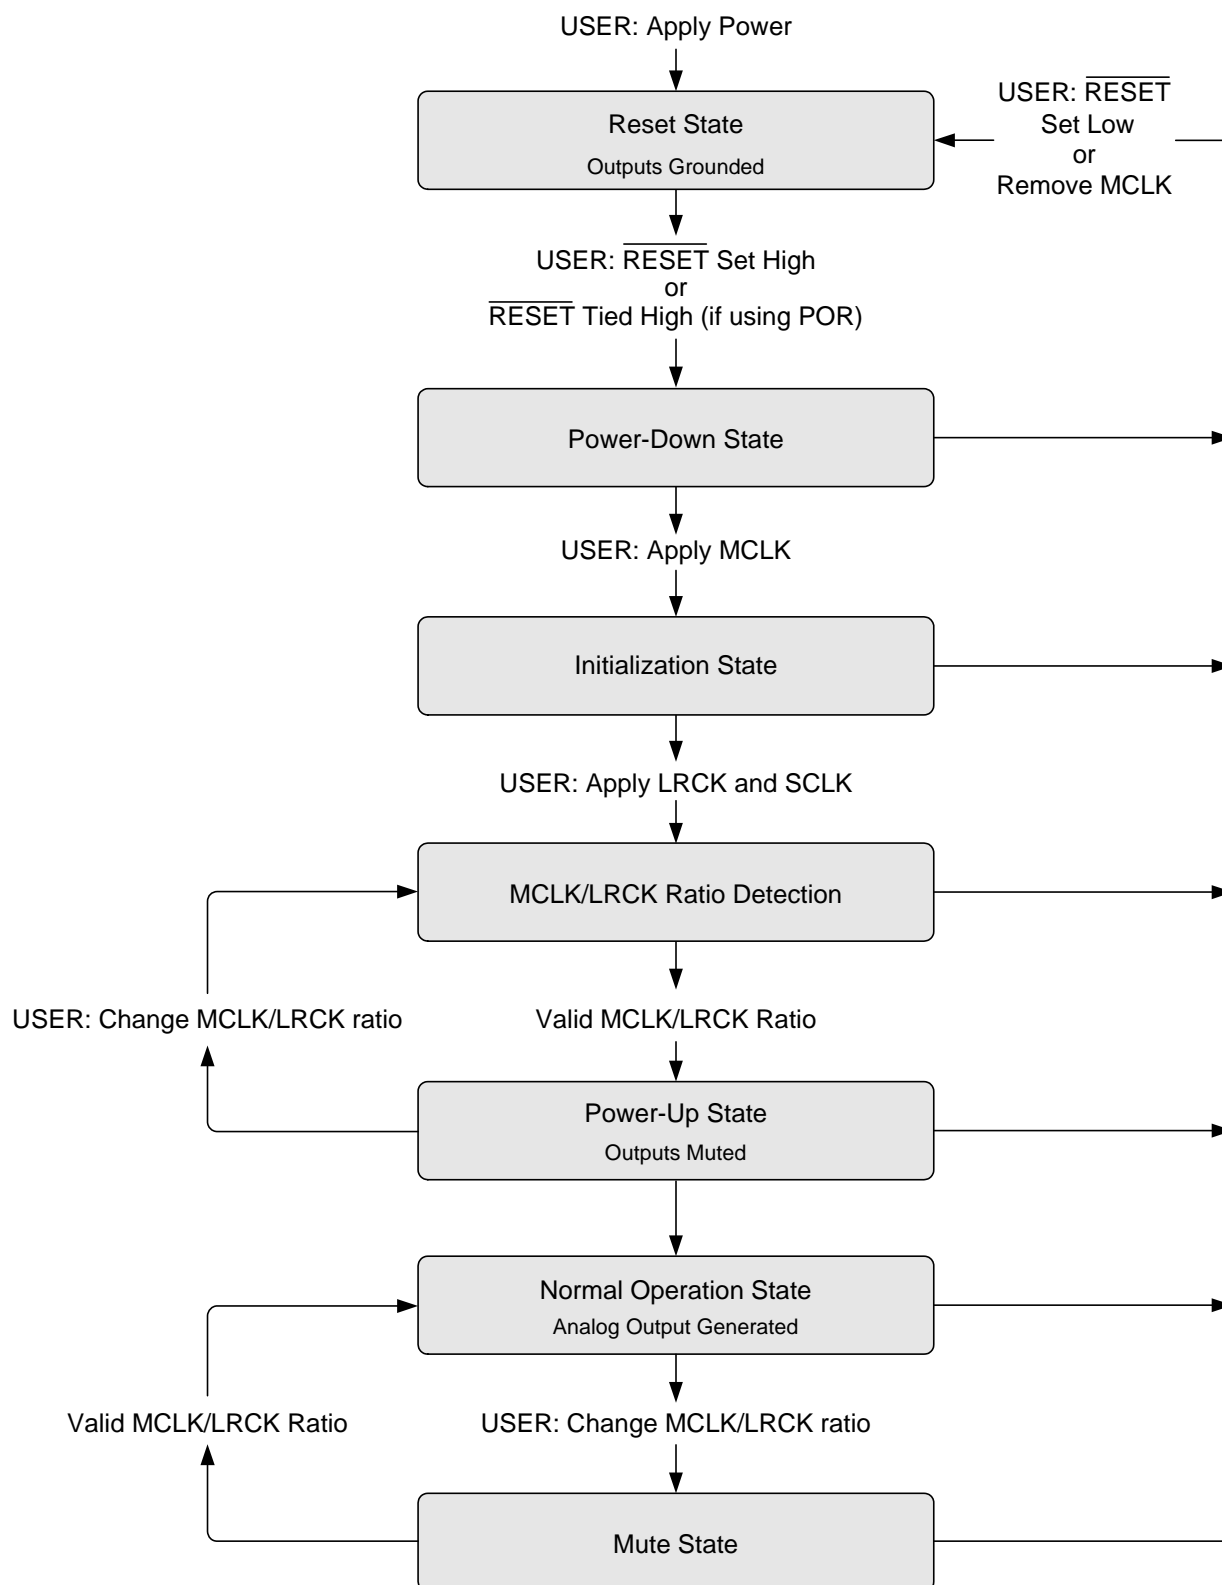 USER: Apply Power
Reset State
Outputs Grounded
USER: RESET
Set Low
or
Remove MCLK
USER: RESET Set High
or
RESET Tied High (if using POR)
Power-Down State
USER: Apply MCLK
Initialization State
USER: Apply LRCK and SCLK
MCLK/LRCK Ratio Detection
USER: Change MCLK/LRCK ratio
Valid MCLK/LRCK Ratio
Power-Up State
Outputs Muted
Normal Operation State
Analog Output Generated
Valid MCLK/LRCK Ratio
USER: Change MCLK/LRCK ratio
Mute State